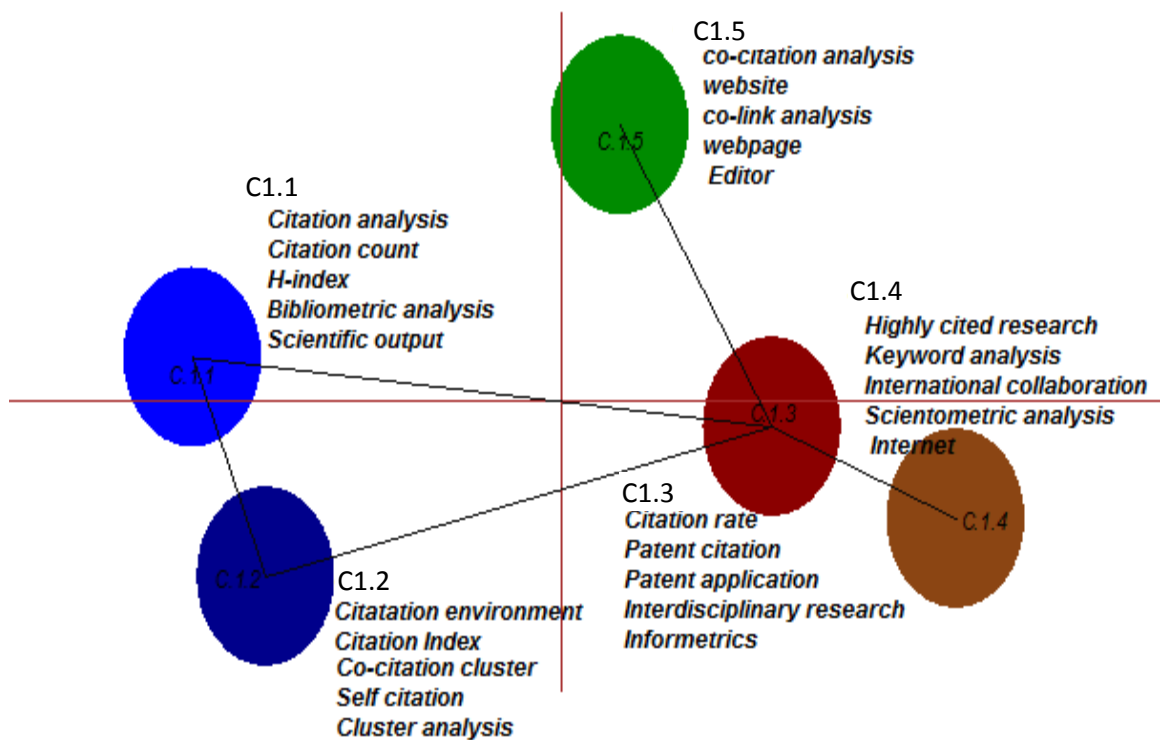 C1.5
co-citation analysis
website
co-link analysis
webpage
Editor
C.1.5
C1.1
Citation analysis
Citation count
H-index
Bibliometric analysis
Scientific output
C.1.1
C1.4
Highly cited research
Keyword analysis
International collaboration
Scientometric analysis
Internet
C.1.3
C.1.4
C1.3
Citation rate
Patent citation
Patent application
Interdisciplinary research
Informetrics
C.1.2
C1.2
Citatation environment
Citation Index
Co-citation cluster
Self citation
Cluster analysis